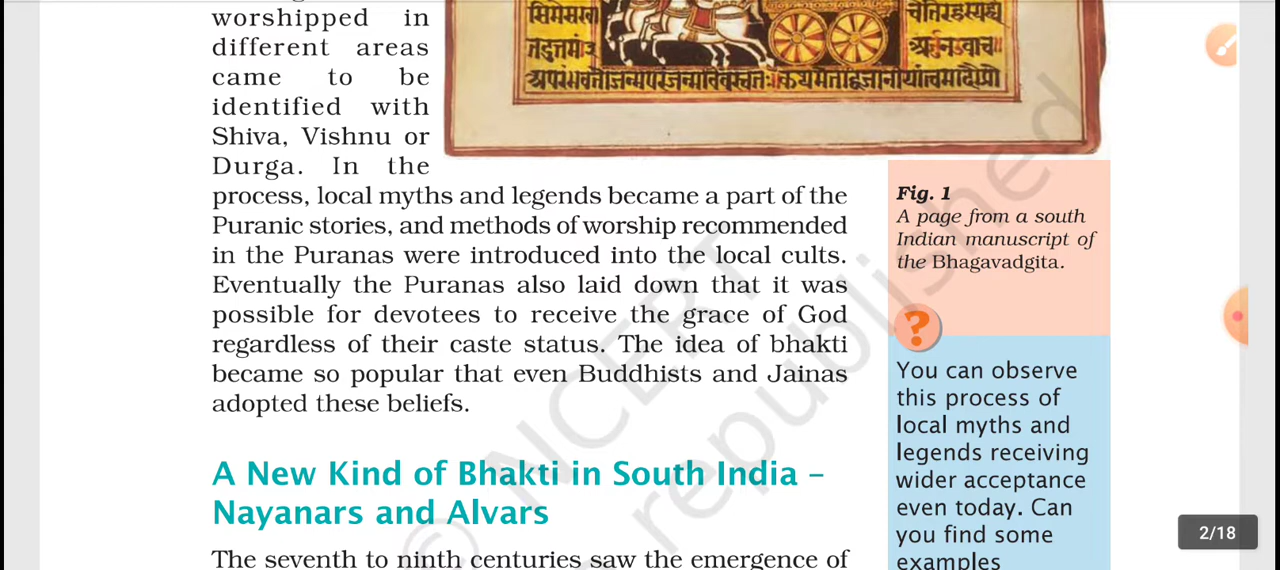 worshipped in
different areas
came to be
identified with
Shiva, Vishnu or
Durga. In the
process, local myths and legends became a part of the
Puranic stories, and methods of worship recommended
in the Puranas were introduced into the local cults.
Eventually the Puranas also laid down that it was
possible for devotees to receive the grace of God
regardless of their caste status. The idea of bhakti
became so popular that even Buddhists and Jainas
adopted these beliefs.
A New Kind of Bhakti in South India –
Nayanars and Alvars
The seventh to ninth centuries saw the emergence of
Fig. 1
A page from a south
Indian manuscript of
the Bhagavadgita.
?
You can observe
this process of
local myths and
legends receiving
wider acceptance
even today. Can
you find some
examples
2/18
© NCERT
republished